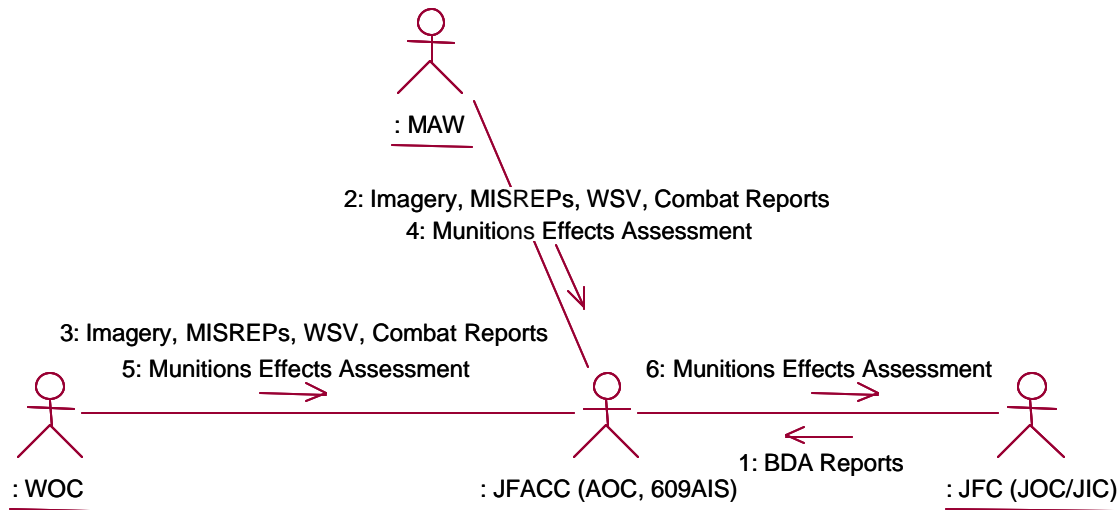 : MAW
2: Imagery, MISREPs, WSV, Combat Reports
4: Munitions Effects Assessment
3: Imagery, MISREPs, WSV, Combat Reports
5: Munitions Effects Assessment
6: Munitions Effects Assessment
1: BDA Reports
: WOC
: JFACC (AOC, 609AIS)
: JFC (JOC/JIC)